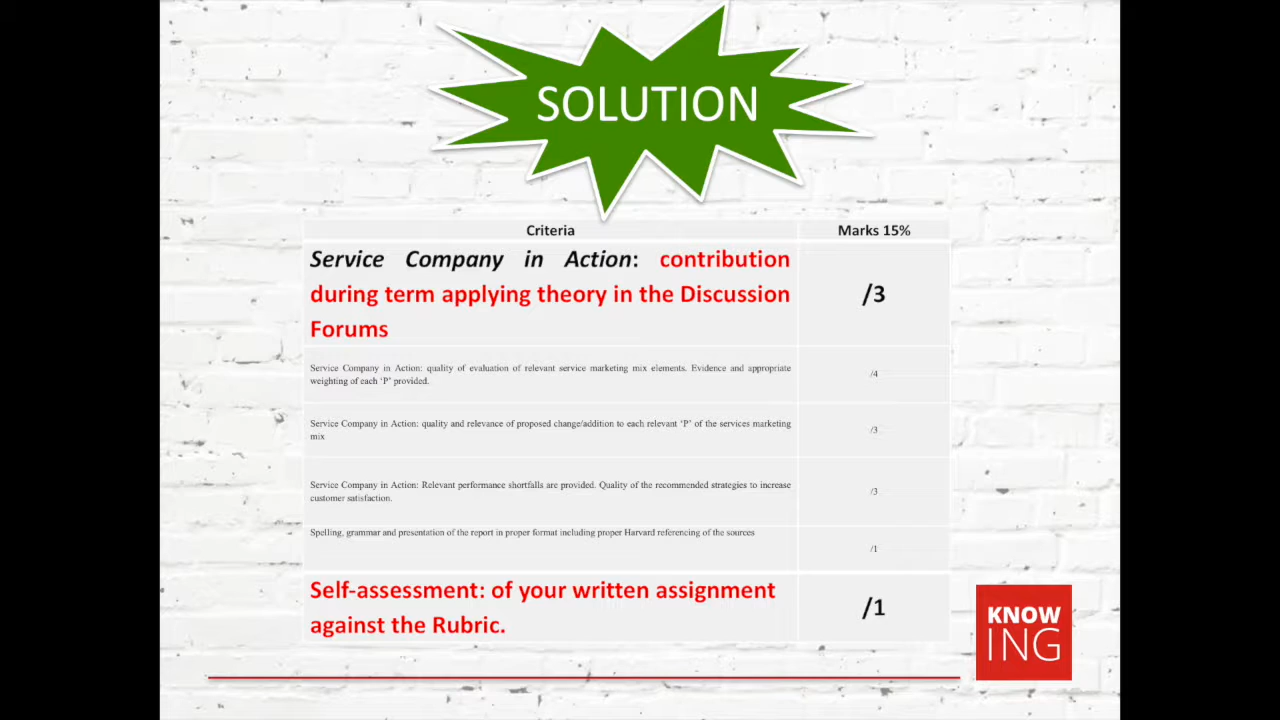 SOLUTION
Criteria
Marks 15%
Service Company in Action: contribution
during term applying theory in the Discussion
Forums
/3
Service Company in Action: quality of evaluation of relevant service marketing mix elements. Evidence and appropriate
weighting of each ‘P’ provided.
/4
Service Company in Action: quality and relevance of proposed change/addition to each relevant ‘P’ of the services marketing
mix
/3
Service Company in Action: Relevant performance shortfalls are provided. Quality of the recommended strategies to increase
customer satisfaction.
/3
Spelling, grammar and presentation of the report in proper format including proper Harvard referencing of the sources
/1
Self-assessment: of your written assignment
against the Rubric.
/1
KNOW
ING